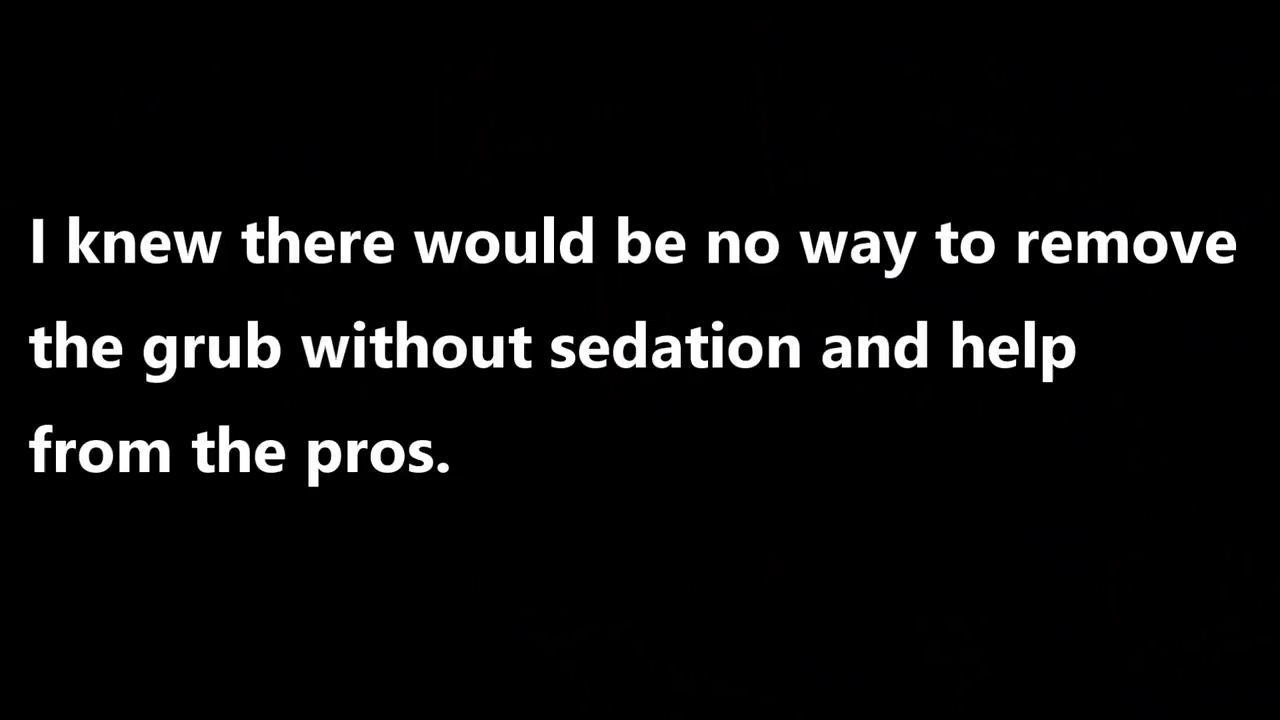 I knew there would be no way to remove
the grub without sedation and help
from the pros.